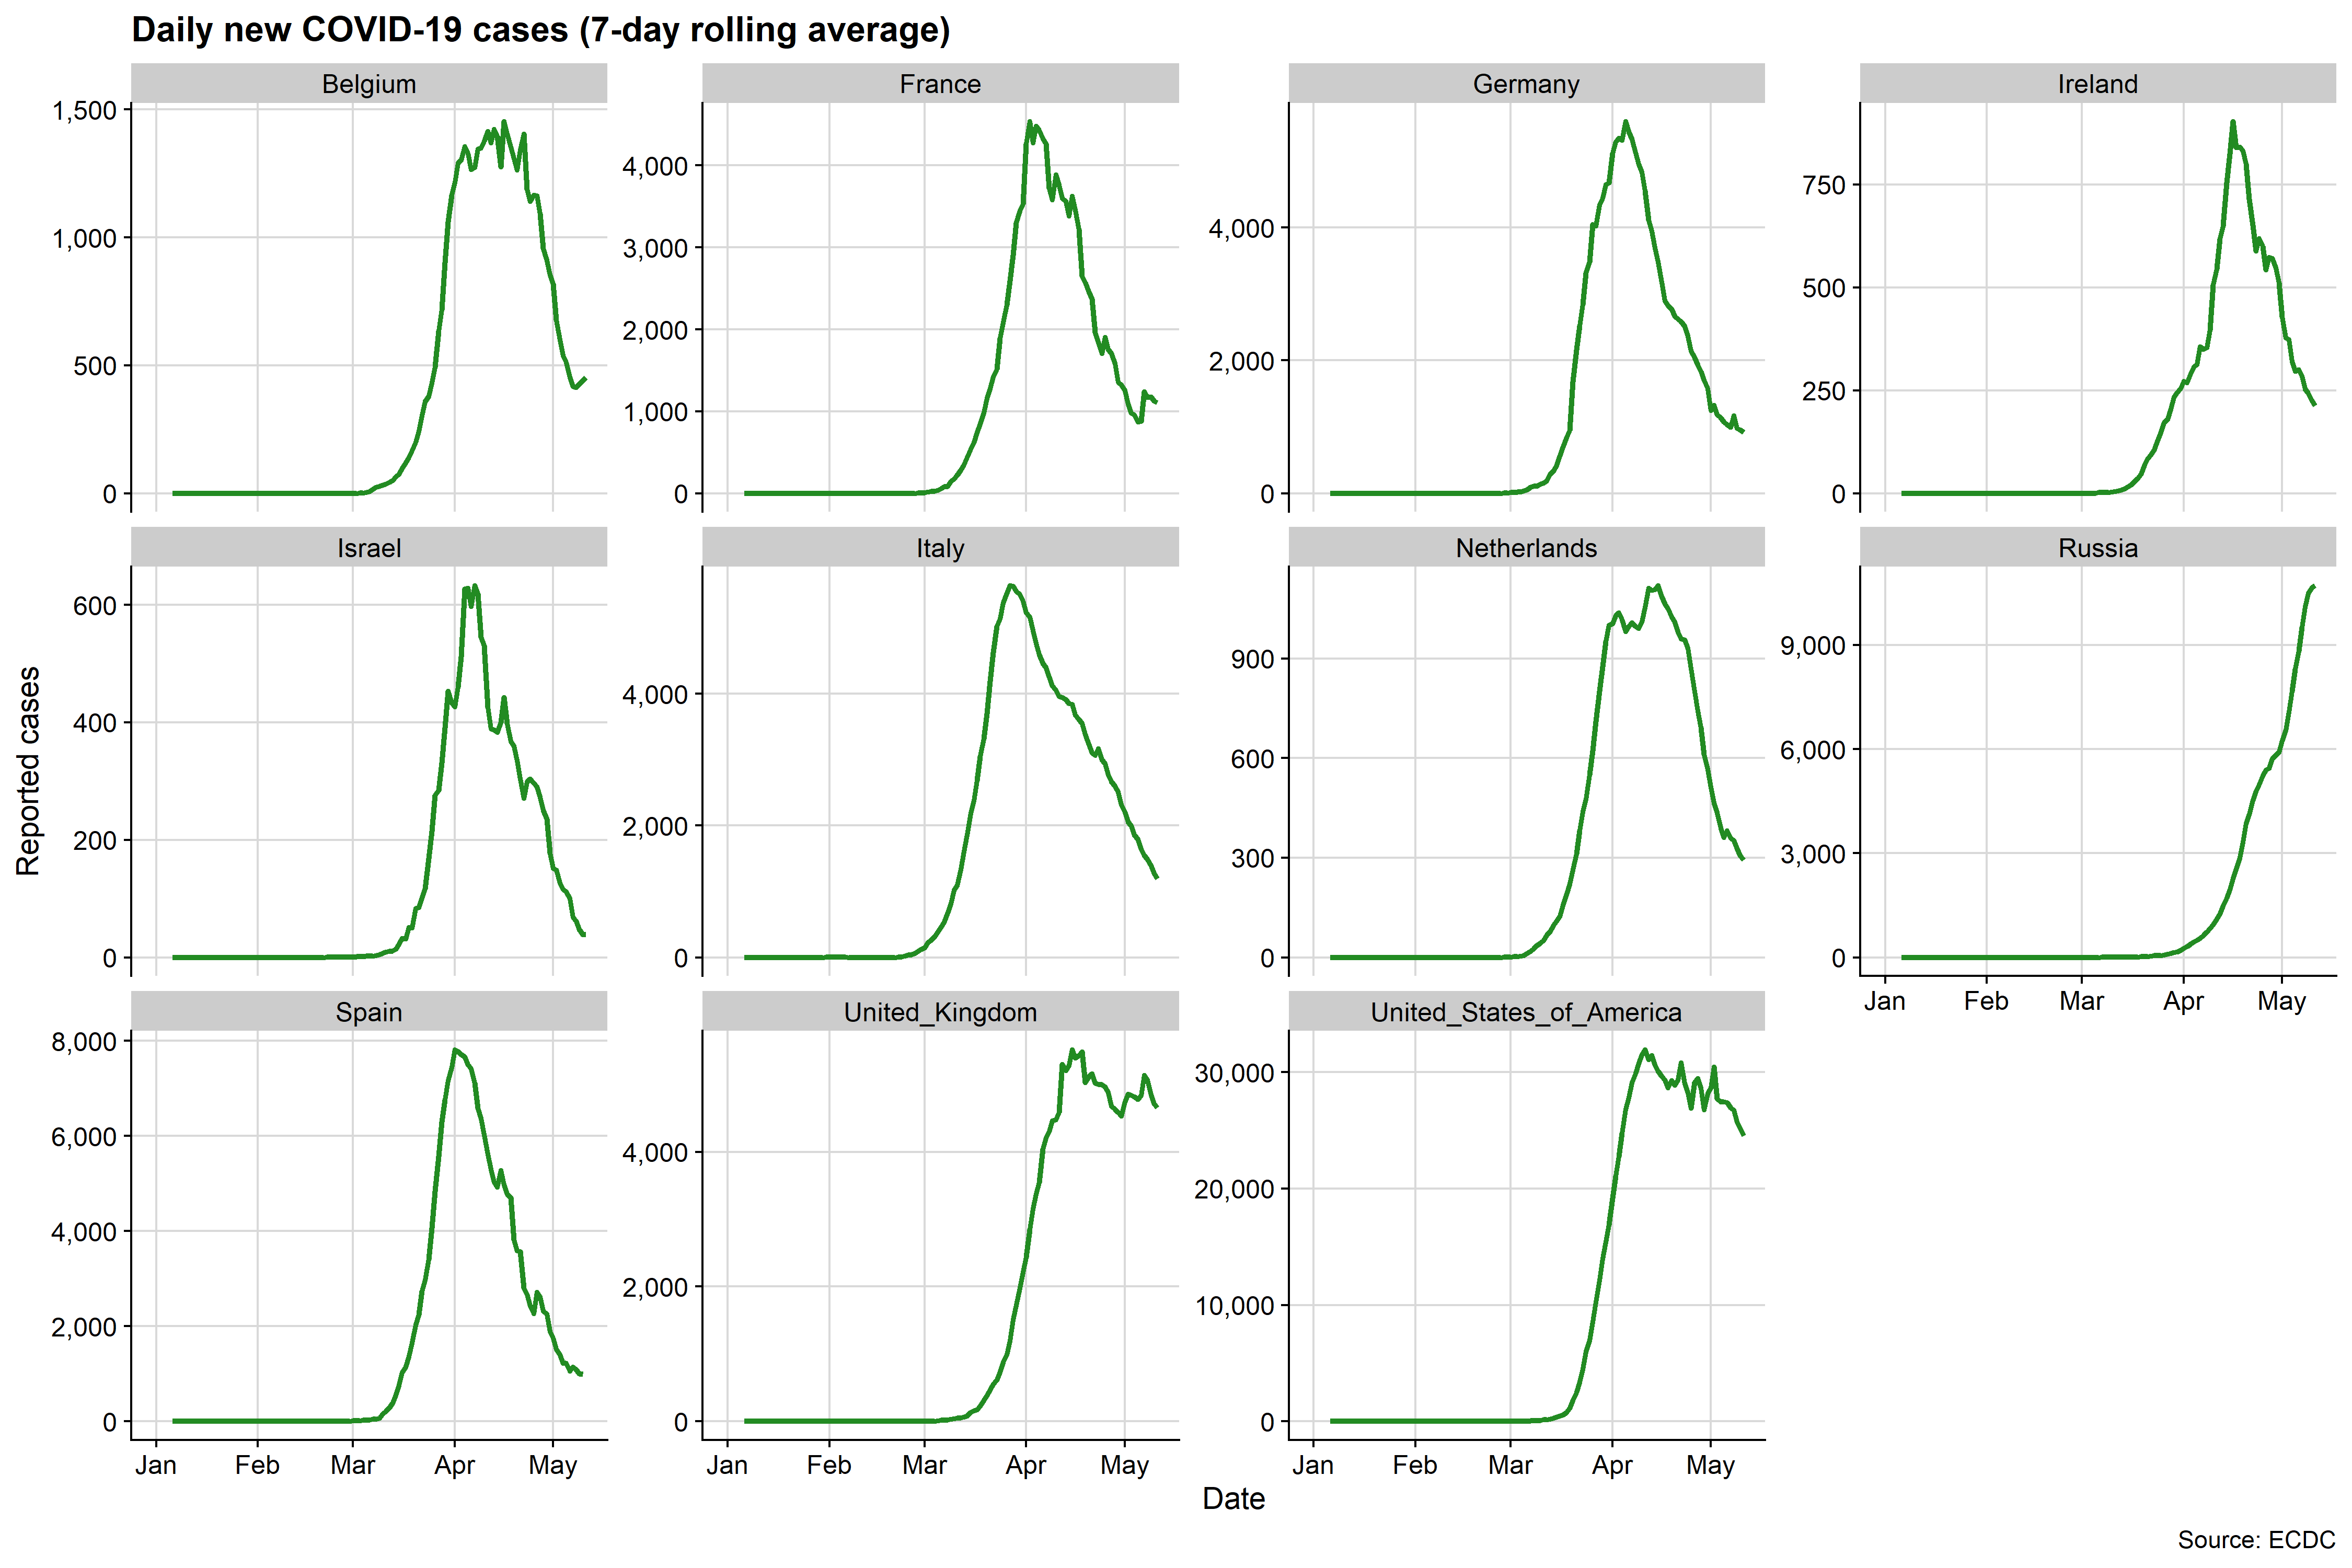 Daily new COVID-19 cases (7-day rolling average)
Belgium
France
Germany
Ireland
1,500
1,000
500
0
4,000
3,000
2,000
1,000
0
4,000
2,000
0
750
500
250
0
Israel
Italy
Netherlands
Russia
600
400
200
0
4,000
2,000
0
900
600
300
0
9,000
6,000
3,000
0
Jan Feb Mar Apr May
Reported cases
Spain
United_Kingdom
United_States_of_America
8,000
6,000
4,000
2,000
0
4,000
2,000
0
30,000
20,000
10,000
0
Jan Feb Mar Apr May
Jan Feb Mar Apr May
Jan Feb Mar Apr May
Date
Source: ECDC